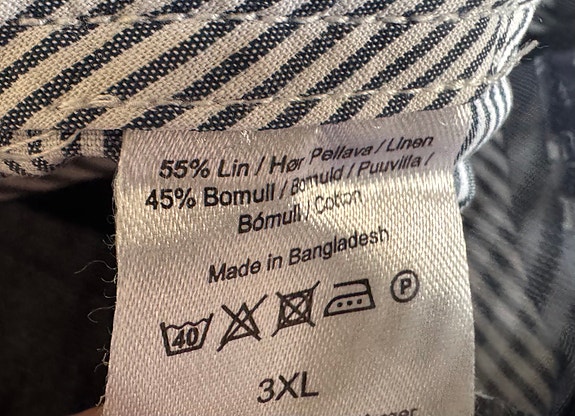 55% Lin / Hør Pellava / Linen
45% Bomull / Bomuld / Puuvilla /
Bómull / Cotton
Made in Bangladesh
40 P
3XL